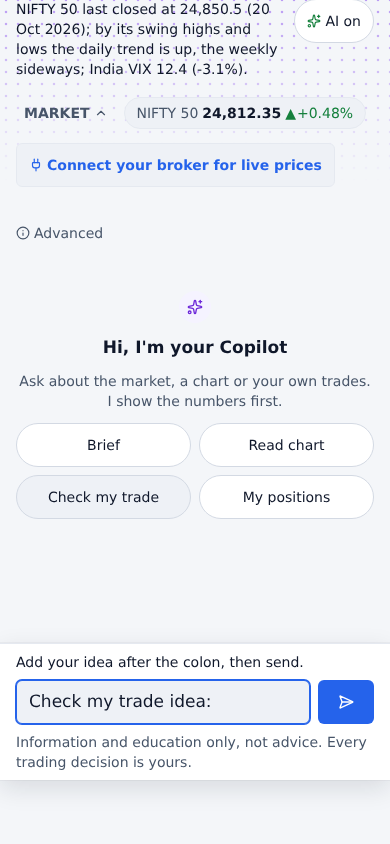 NIFTY 50 last closed at 24,850.5 (20
Oct 2026); by its swing highs and
lows the daily trend is up, the weekly
sideways; India VIX 12.4 (-3.1%).
AI on
MARKET
NIFTY 50 24,812.35 ▲+0.48%
Connect your broker for live prices
Advanced
Hi, I'm your Copilot
Ask about the market, a chart or your own trades.
I show the numbers first.
Brief
Read chart
Check my trade
My positions
Add your idea after the colon, then send.
Check my trade idea:
Information and education only, not advice. Every
trading decision is yours.